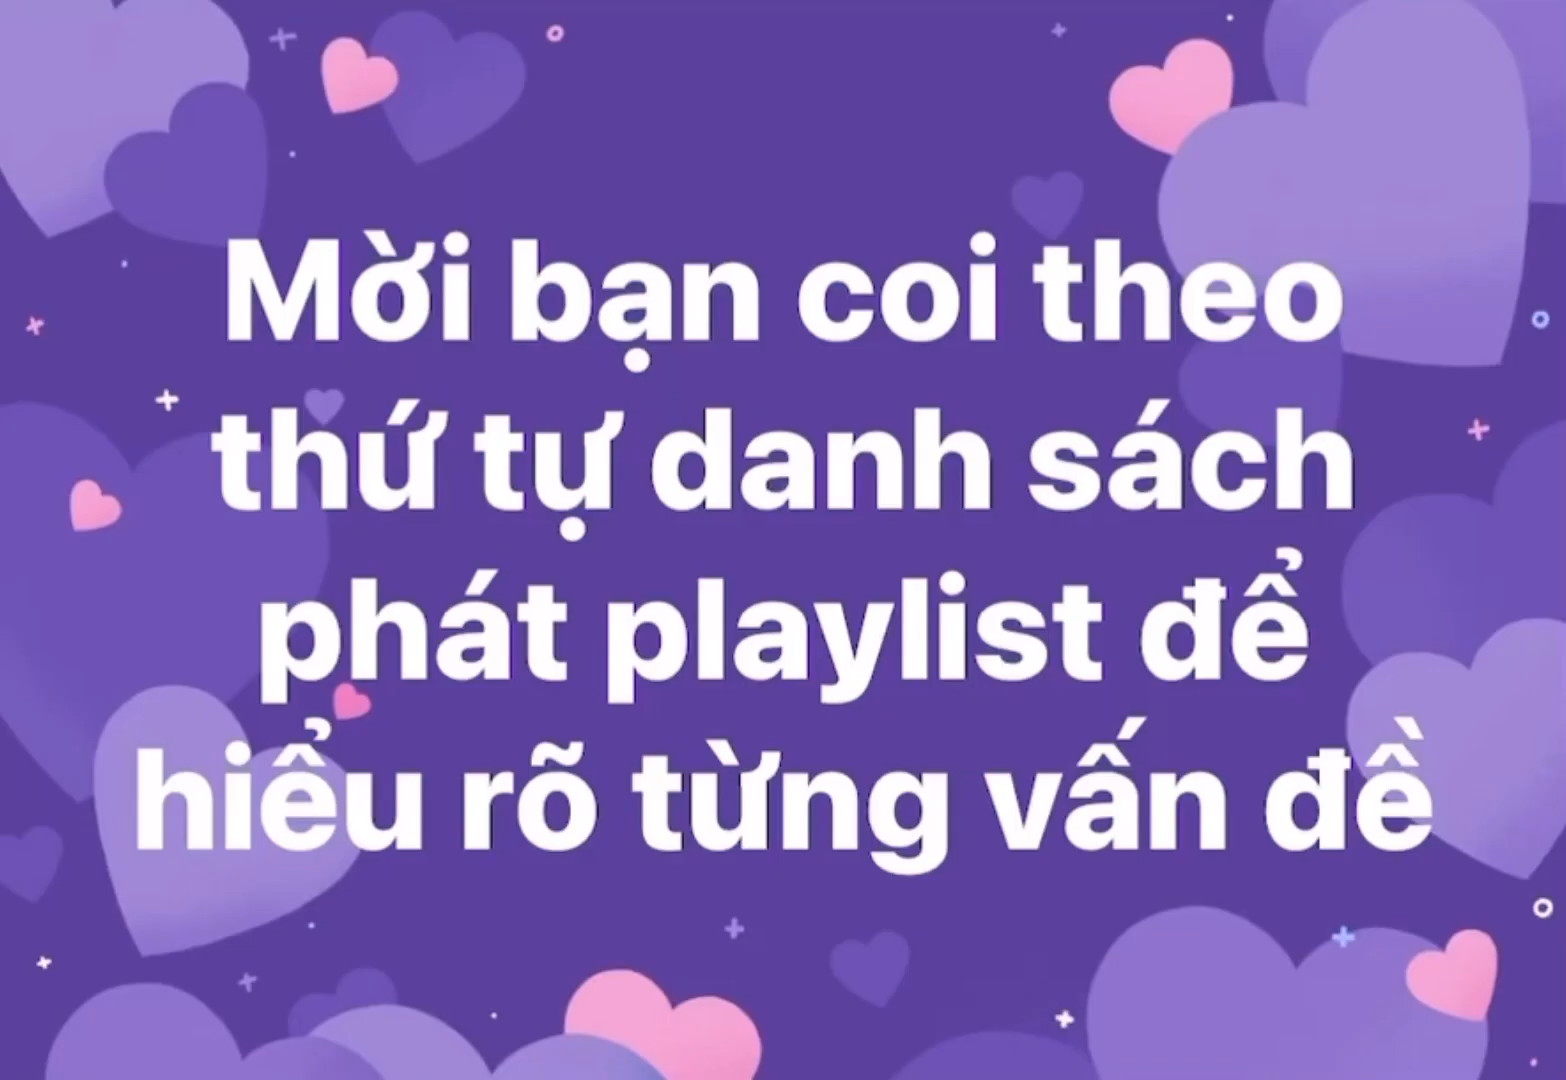 Mời bạn coi theo
thứ tự danh sách
phát playlist để
hiểu rõ từng vấn đề